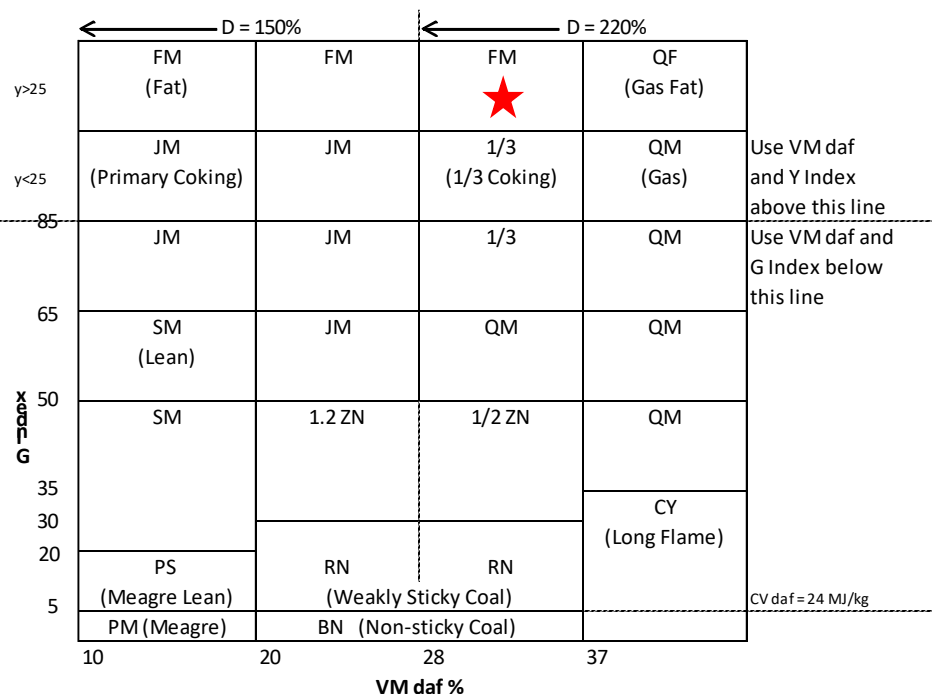 D = 150% D = 220%
FM FM FM QF
y>25 (Fat) (Gas Fat)
JM JM 1/3 QM Use VM daf
y<25 (Primary Coking) (1/3 Coking) (Gas) and Y Index
above this line
85
JM JM 1/3 QM Use VM daf and
G Index below
this line
65
SM JM QM QM
(Lean)
G Index
50
SM 1.2 ZN 1/2 ZN QM
35
CY
30
(Long Flame)
20
PS RN RN
(Meagre Lean) (Weakly Sticky Coal) CV daf = 24 MJ/kg
5
PM (Meagre) BN (Non-sticky Coal)
10 20 28 37
VM daf %